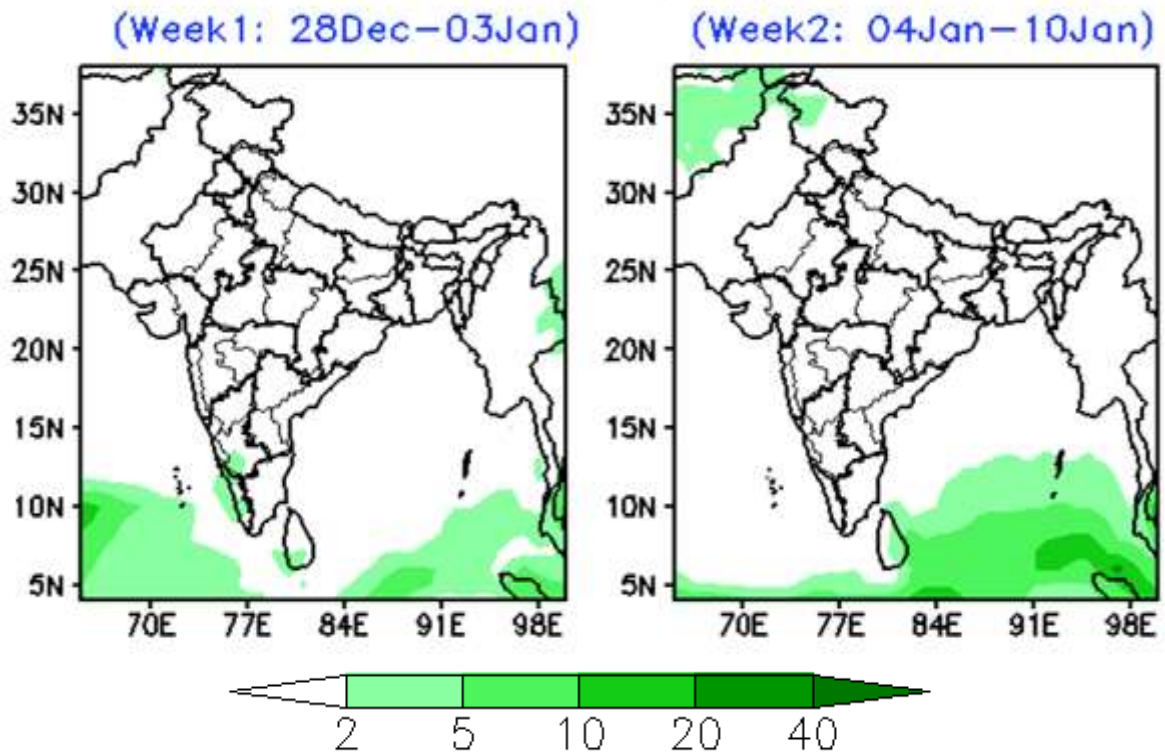 (Week1: 28Dec−03Jan)
(Week2: 04Jan−10Jan)
35N
30N
25N
20N
15N
10N
5N
70E 77E 84E 91E 98E
35N
30N
25N
20N
15N
10N
5N
70E 77E 84E 91E 98E
2 5 10 20 40